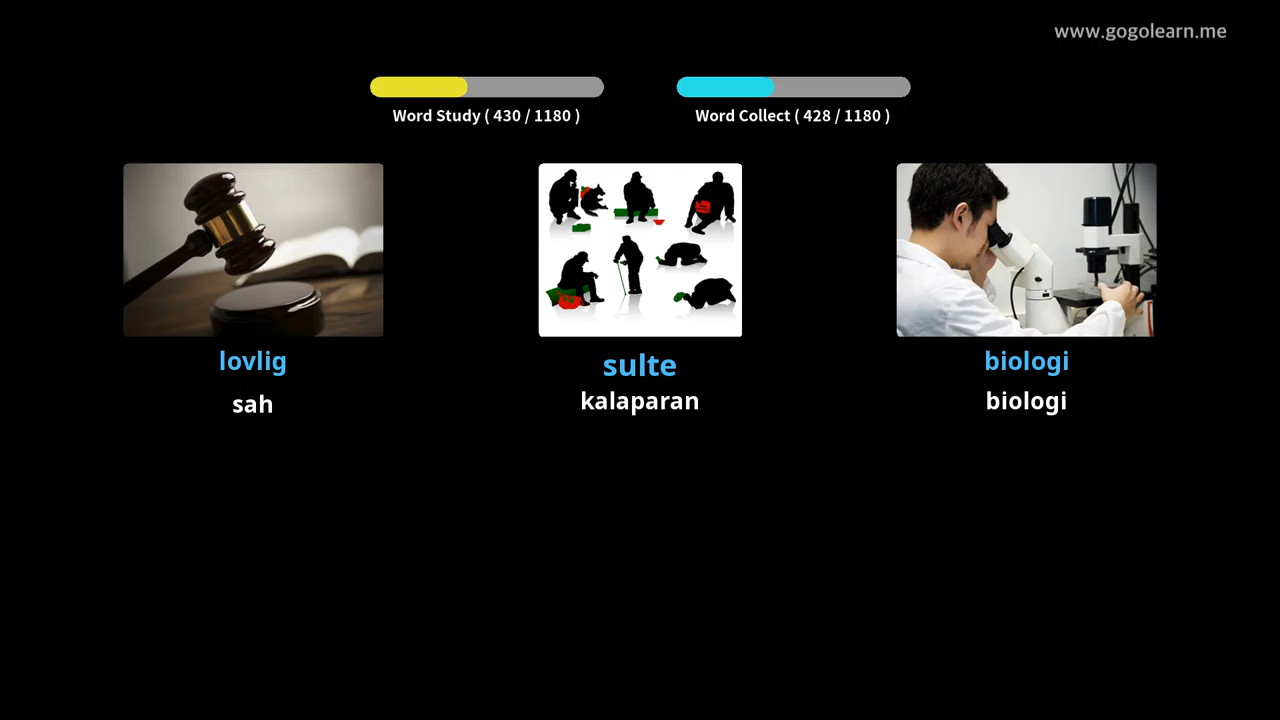 www.gogolearn.me
Word Study ( 430 / 1180 )
Word Collect ( 428 / 1180 )
lovlig
sulte
biologi
sah
kalaparan
biologi